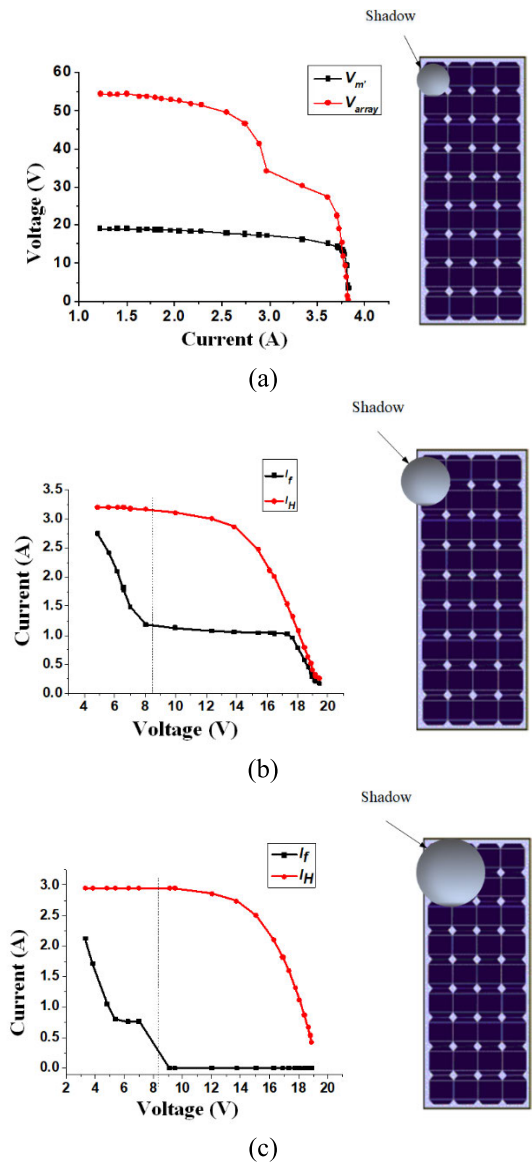 Shadow
V_m'
V_array
60
50
40
30
20
10
0
Voltage (V)
1.0 1.5 2.0 2.5 3.0 3.5 4.0
Current (A)
(a)
Shadow
I_f
I_H
3.5
3.0
2.5
2.0
1.5
1.0
0.5
0.0
Current (A)
4 6 8 10 12 14 16 18 20
Voltage (V)
(b)
Shadow
I_f
I_H
3.0
2.5
2.0
1.5
1.0
0.5
0.0
Current (A)
2 4 6 8 10 12 14 16 18 20
Voltage (V)
(c)